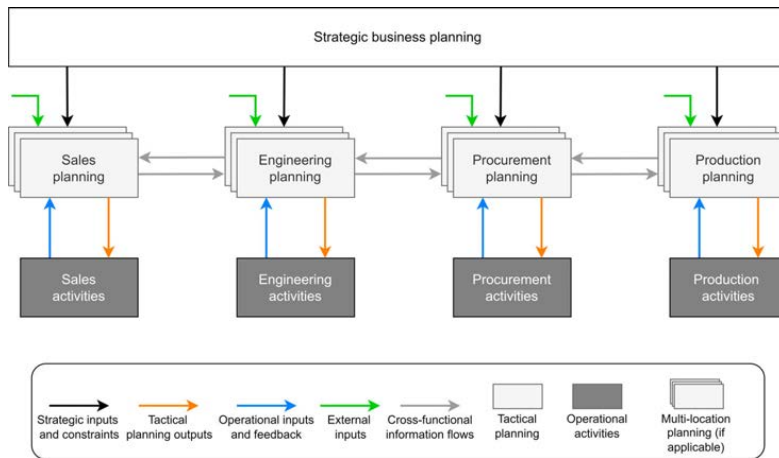 Strategic business planning
Sales
planning
Engineering
planning
Procurement
planning
Production
planning
Sales
activities
Engineering
activities
Procurement
activities
Production
activities
Strategic inputs
and constraints
Tactical
planning outputs
Operational inputs
and feedback
External
inputs
Cross-functional
information flows
Tactical
planning
Operational
activities
Multi-location
planning (if
applicable)